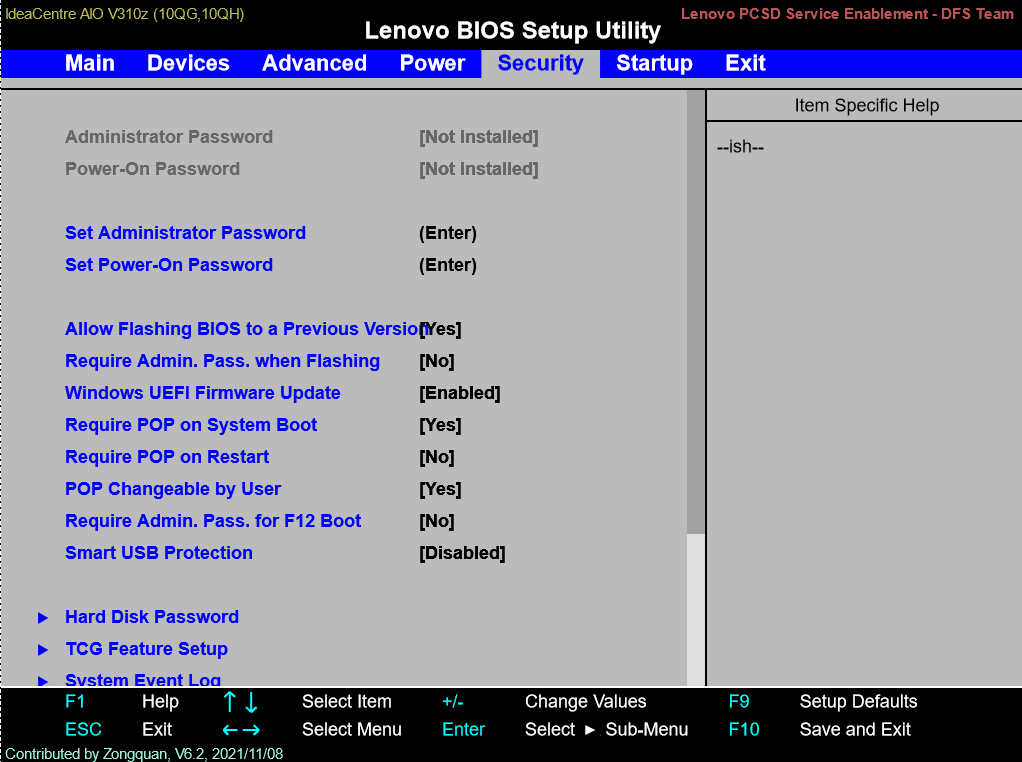 IdeaCentre AIO V310z (10QG,10QH)
Lenovo PCSD Service Enablement - DFS Team
Lenovo BIOS Setup Utility
Main Devices Advanced Power Security Startup Exit
Item Specific Help
--ish--
Administrator Password [Not Installed]
Power-On Password [Not Installed]
Set Administrator Password (Enter)
Set Power-On Password (Enter)
Allow Flashing BIOS to a Previous Version [Yes]
Require Admin. Pass. when Flashing [No]
Windows UEFI Firmware Update [Enabled]
Require POP on System Boot [Yes]
Require POP on Restart [No]
POP Changeable by User [Yes]
Require Admin. Pass. for F12 Boot [No]
Smart USB Protection [Disabled]
► Hard Disk Password
► TCG Feature Setup
► System Event Log
F1 Help ↑↓ Select Item +/- Change Values F9 Setup Defaults
ESC Exit ←→ Select Menu Enter Select ► Sub-Menu F10 Save and Exit
Contributed by Zongquan, V6.2, 2021/11/08